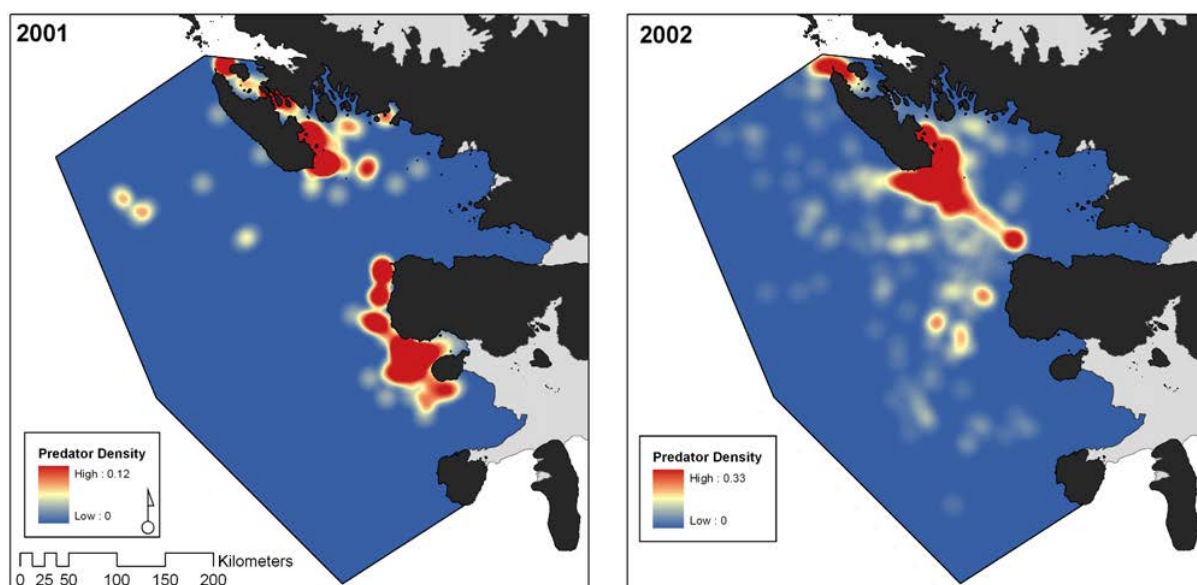 2001
Predator Density
High : 0.12
Low : 0
Kilometers
0 25 50 100 150 200
2002
Predator Density
High : 0.33
Low : 0